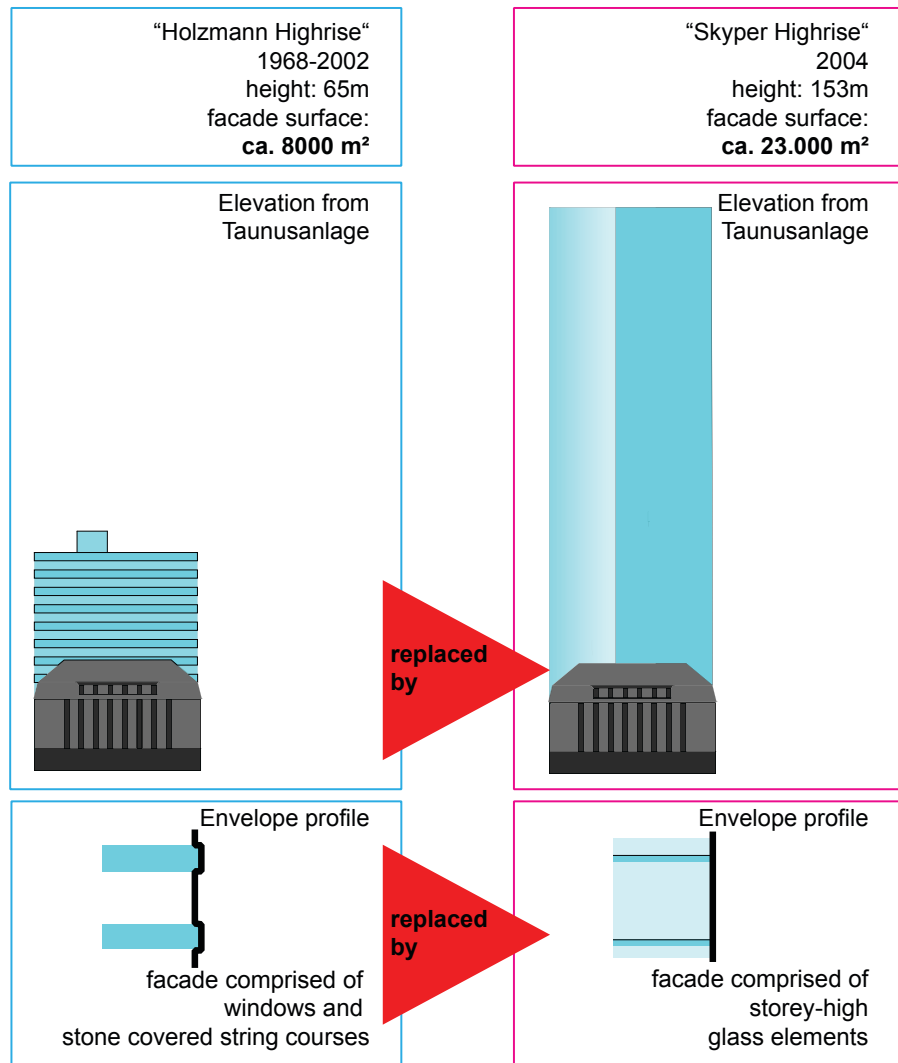 “Holzmann Highrise“
1968-2002
height: 65m
facade surface:
ca. 8000 m²
“Skyper Highrise“
2004
height: 153m
facade surface:
ca. 23.000 m²
Elevation from
Taunusanlage
Elevation from
Taunusanlage
replaced
by
Envelope profile
facade comprised of
windows and
stone covered string courses
replaced
by
Envelope profile
facade comprised of
storey-high
glass elements